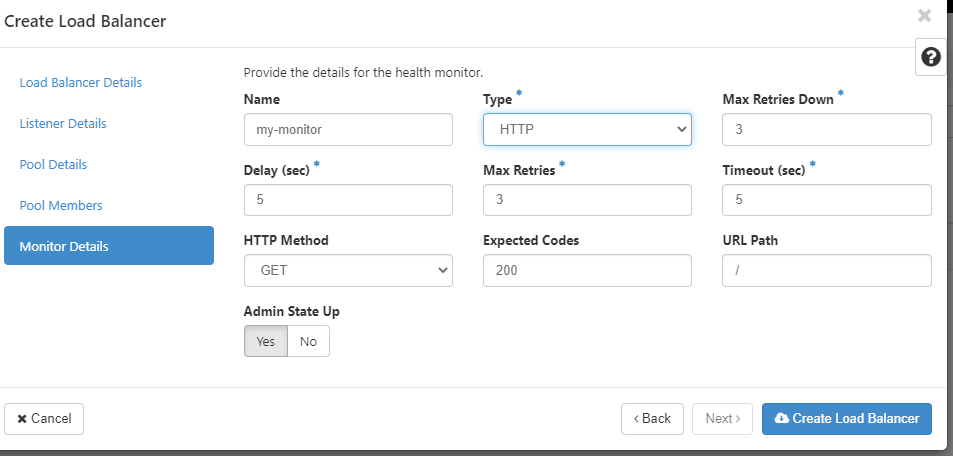 Create Load Balancer
Load Balancer Details
Listener Details
Pool Details
Pool Members
Monitor Details
Provide the details for the health monitor.
Name Type * Max Retries Down *
my-monitor HTTP 3
Delay (sec) * Max Retries * Timeout (sec) *
5 3 5
HTTP Method Expected Codes URL Path
GET 200 /
Admin State Up
Yes No
Cancel < Back Next > Create Load Balancer